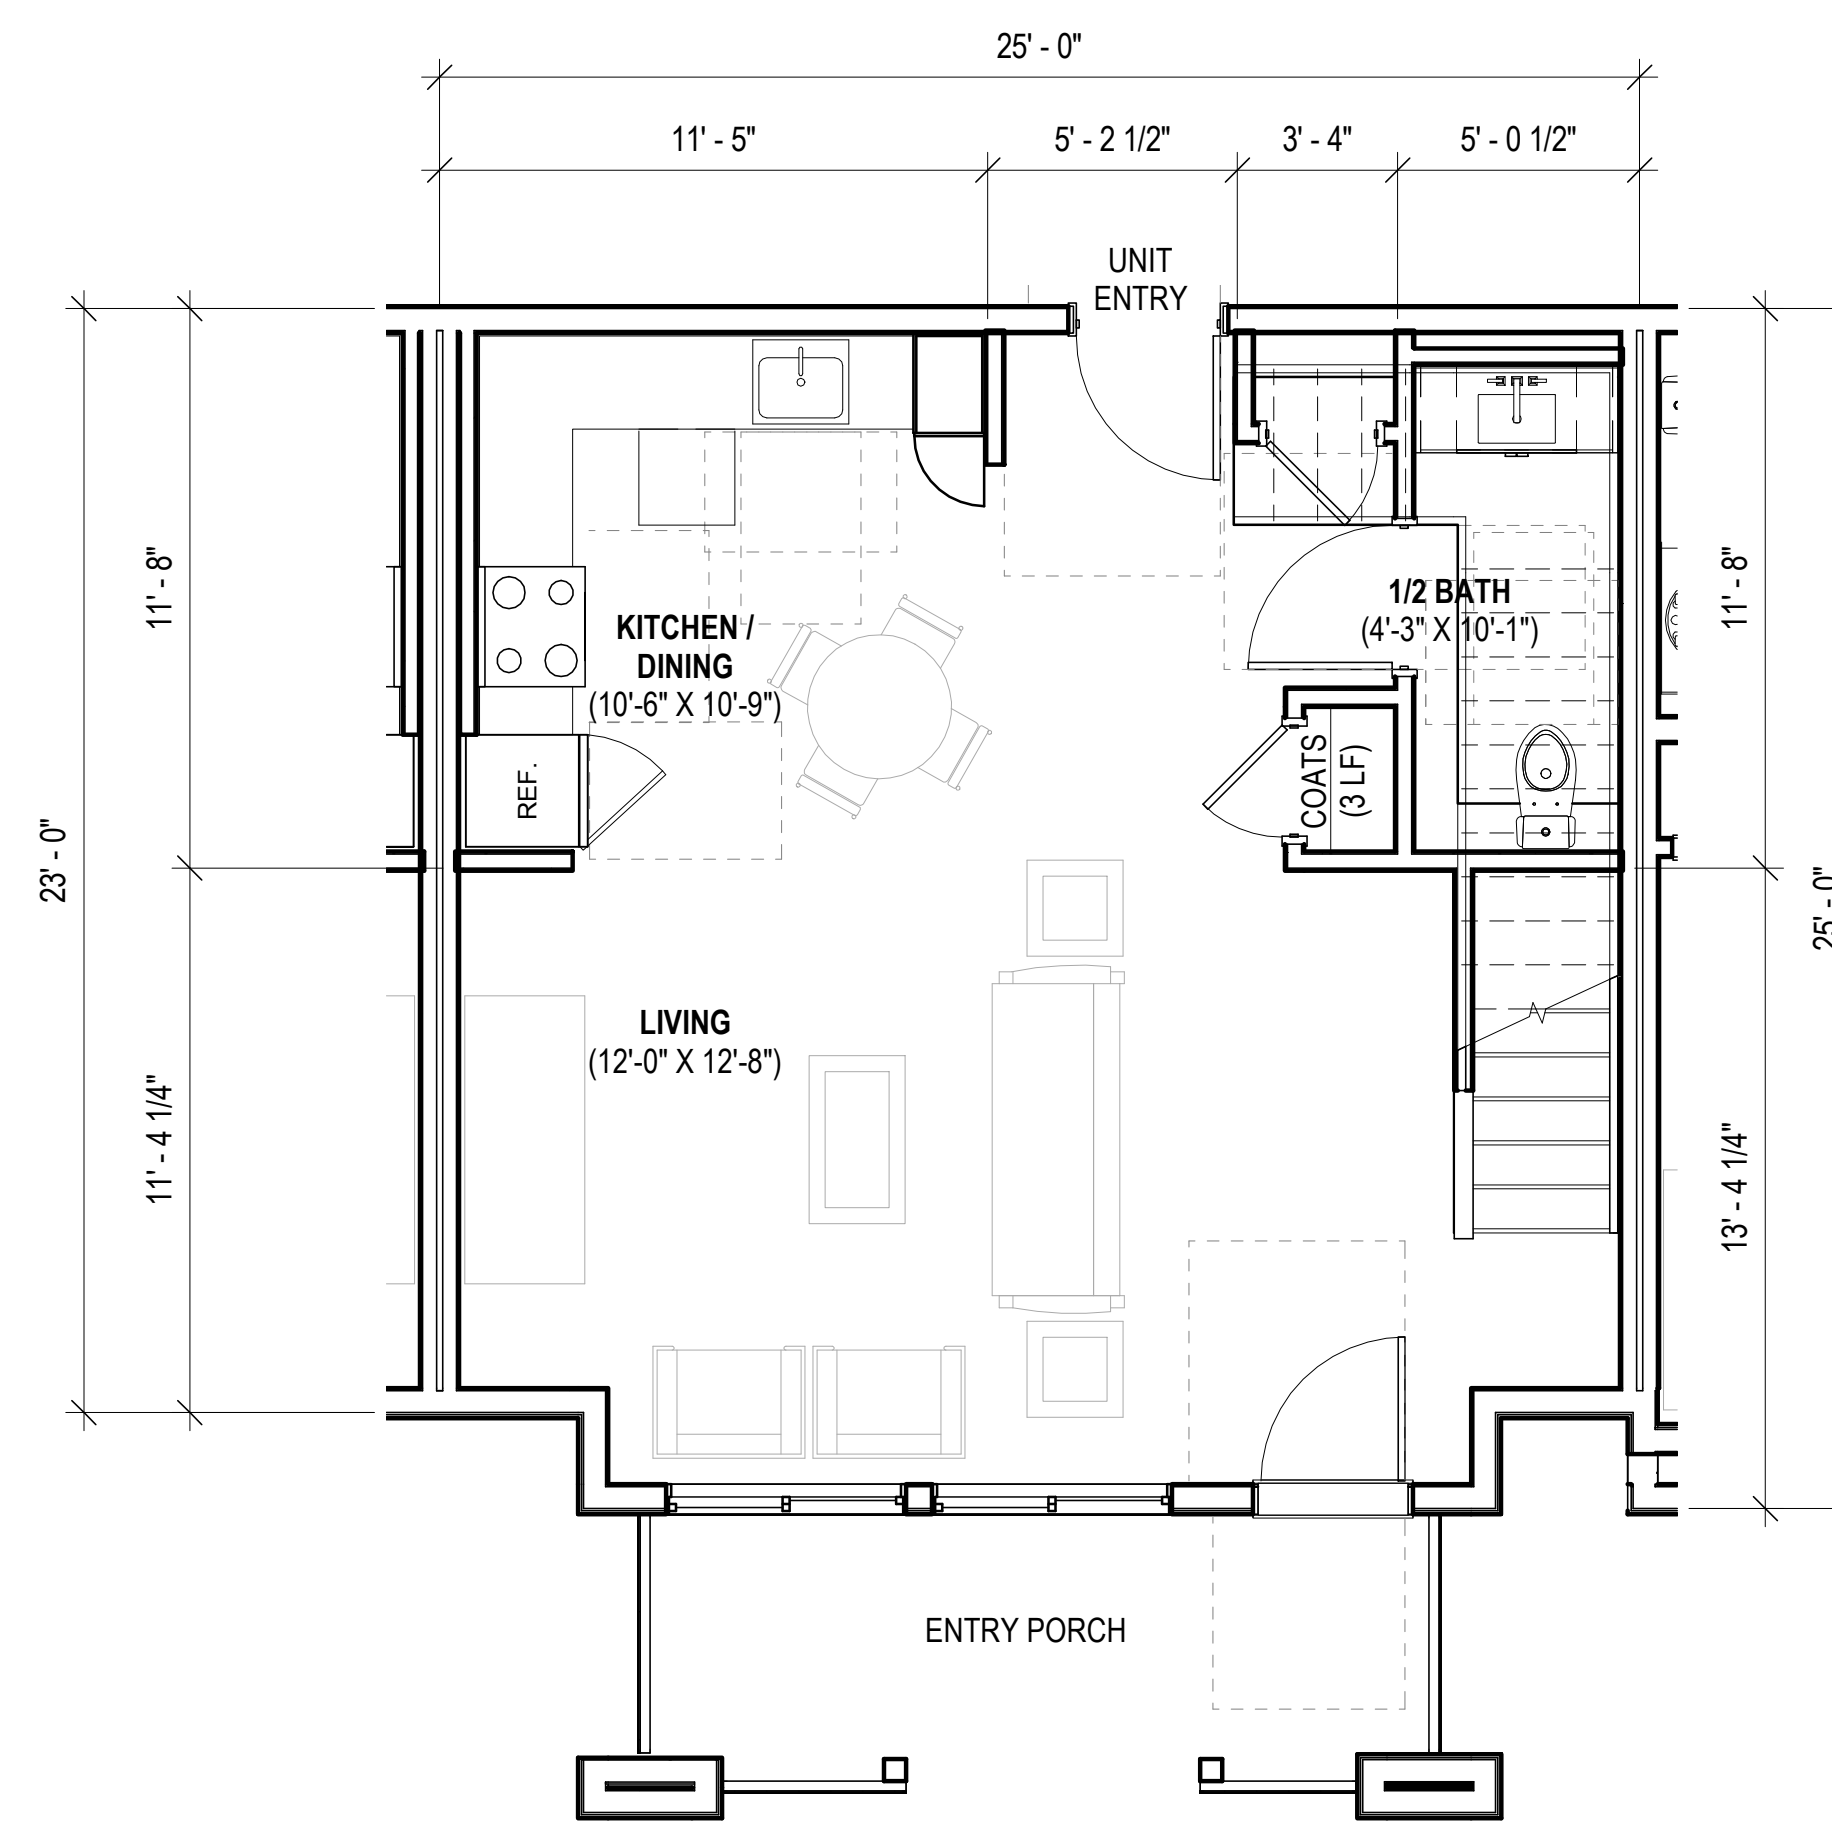 25' - 0"
11' - 5"
5' - 2 1/2"
3' - 4"
5' - 0 1/2"
UNIT
ENTRY
11' - 8"
11' - 8"
1/2 BATH
(4'-3" X 10'-1")
KITCHEN /
DINING
(10'-6" X 10'-9")
REF.
COATS
(3 LF)
23' - 0"
25' - 0"
LIVING
(12'-0" X 12'-8")
11' - 4 1/4"
13' - 4 1/4"
ENTRY PORCH